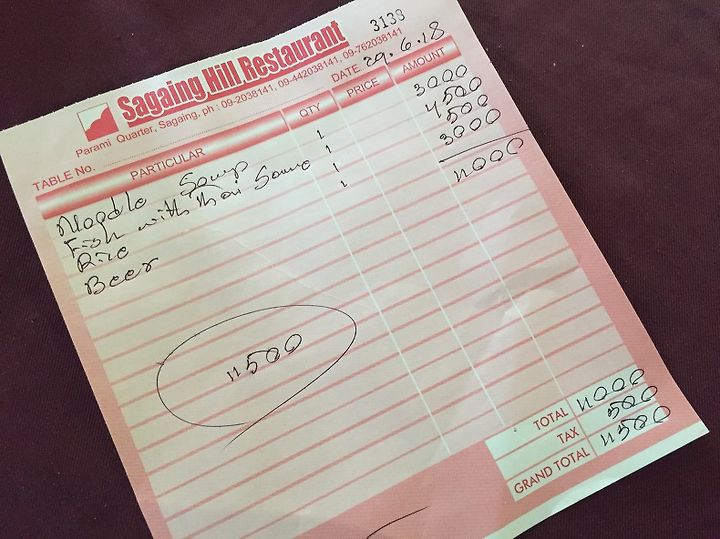 3133
Sagaing Hill Restaurant
Parami Quarter, Sagaing, ph : 09-2038141, 09-442038141, 09-762038141
TABLE No. DATE 29.6.18
PARTICULAR QTY PRICE AMOUNT
Noodle Soup 1 3000
Fish with Thai Sauce 1 4500
Rice 1 500
Beer 1 3000
11000
11500
TOTAL 11000
TAX 500
GRAND TOTAL 11500